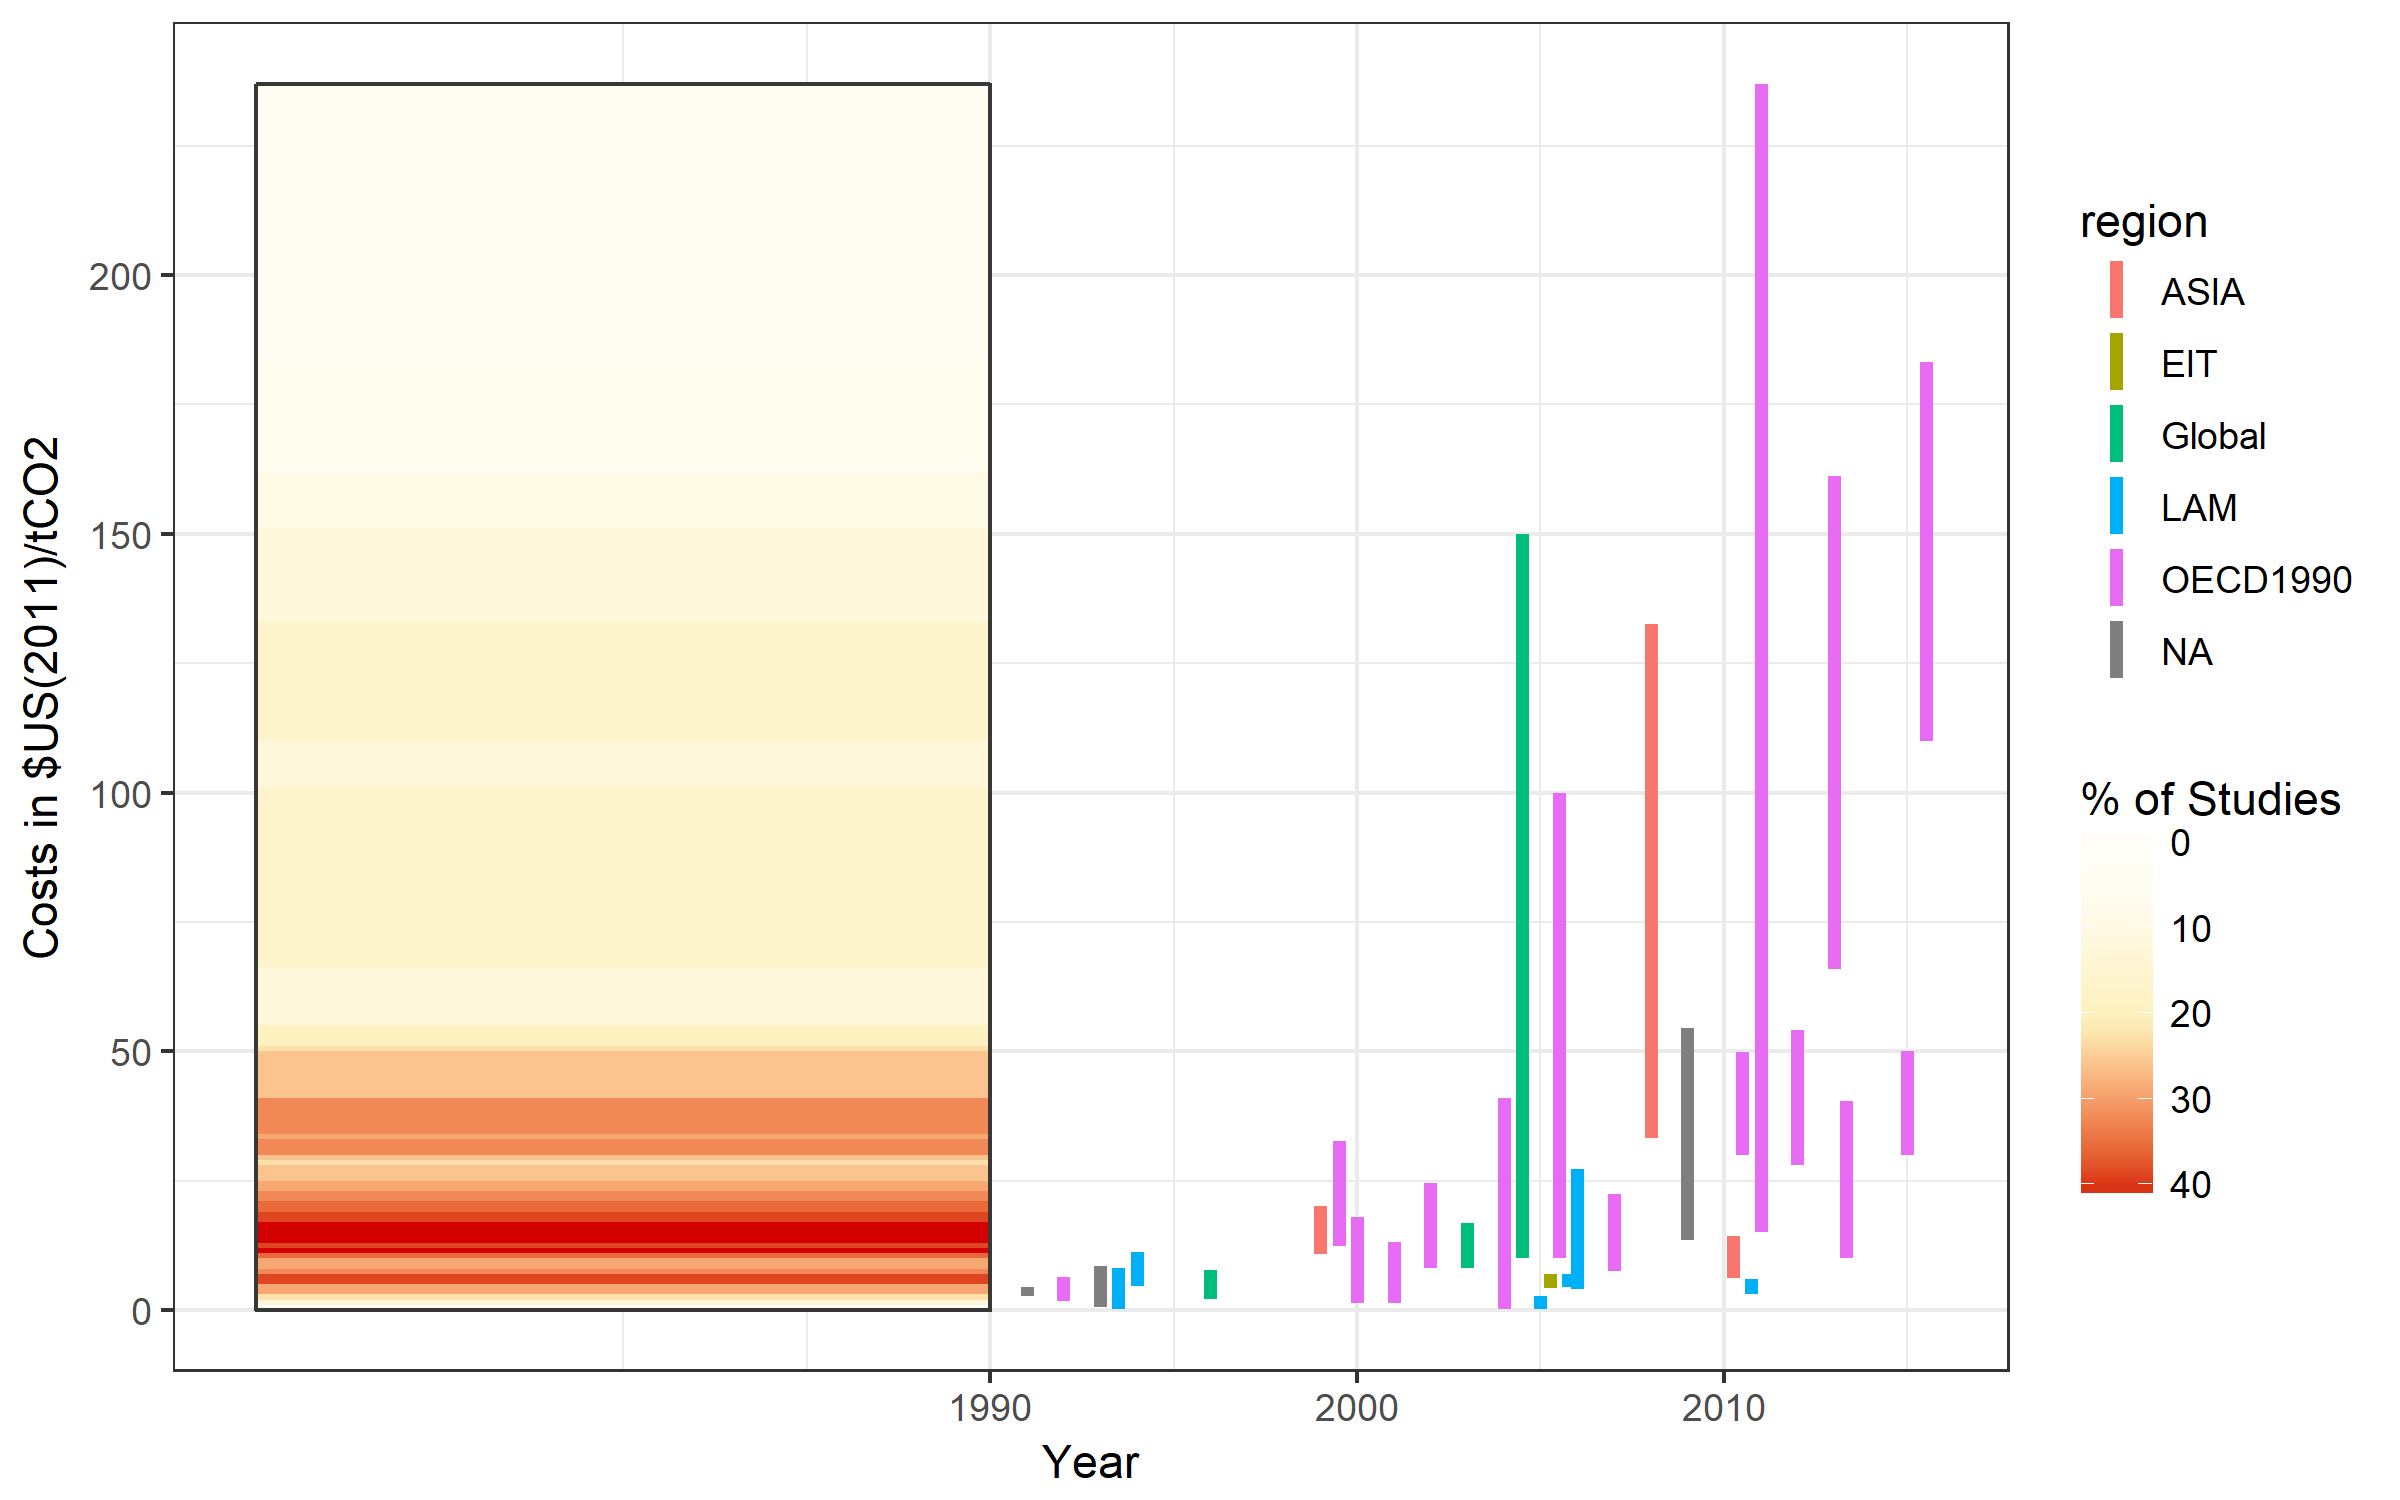 Costs in $US(2011)/tCO2
200
150
100
50
0
1990
2000
2010
Year
region
ASIA
EIT
Global
LAM
OECD1990
NA
% of Studies
0
10
20
30
40